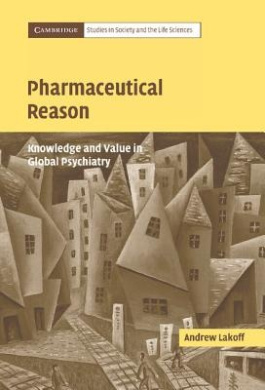 CAMBRIDGE
Studies in Society and the Life Sciences
Pharmaceutical
Reason
Knowledge and Value in
Global Psychiatry
Andrew Lakoff